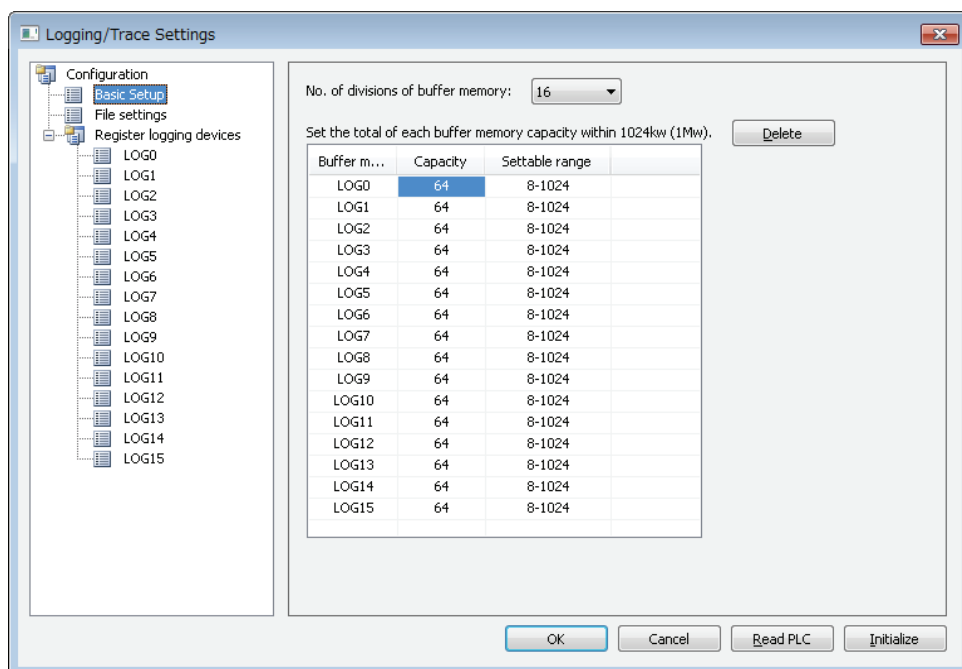 Logging/Trace Settings
Configuration
Basic Setup
File settings
Register logging devices
LOG0
LOG1
LOG2
LOG3
LOG4
LOG5
LOG6
LOG7
LOG8
LOG9
LOG10
LOG11
LOG12
LOG13
LOG14
LOG15
No. of divisions of buffer memory: 16
Set the total of each buffer memory capacity within 1024kw (1Mw). Delete
Buffer m... Capacity Settable range
LOG0 64 8-1024
LOG1 64 8-1024
LOG2 64 8-1024
LOG3 64 8-1024
LOG4 64 8-1024
LOG5 64 8-1024
LOG6 64 8-1024
LOG7 64 8-1024
LOG8 64 8-1024
LOG9 64 8-1024
LOG10 64 8-1024
LOG11 64 8-1024
LOG12 64 8-1024
LOG13 64 8-1024
LOG14 64 8-1024
LOG15 64 8-1024
OK Cancel Read PLC Initialize